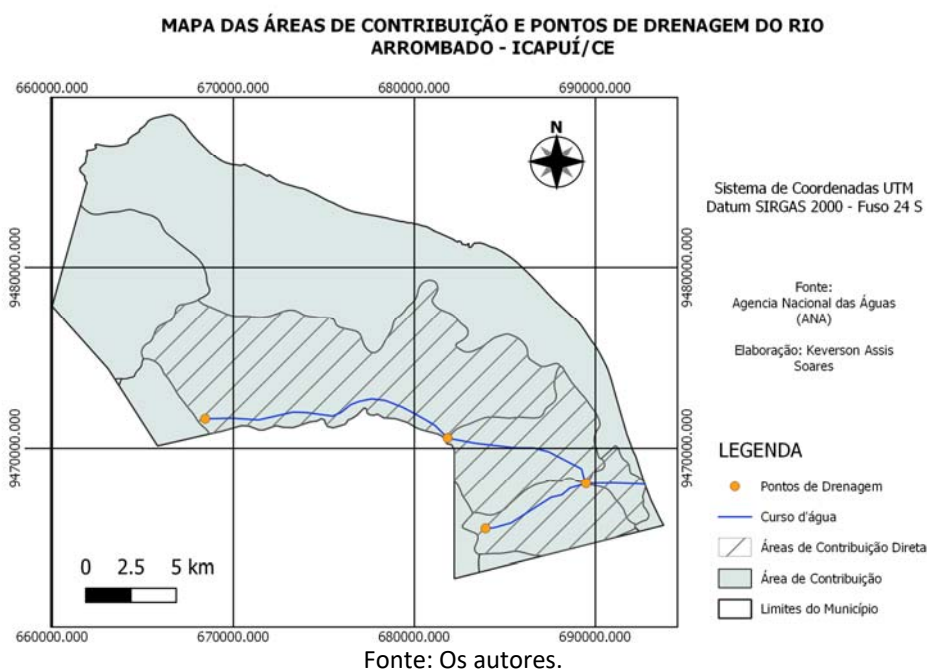 MAPA DAS ÁREAS DE CONTRIBUIÇÃO E PONTOS DE DRENAGEM DO RIO
ARROMBADO - ICAPUÍ/CE
660000.000
670000.000
680000.000
690000.000
N
Sistema de Coordenadas UTM
Datum SIRGAS 2000 - Fuso 24 S
9480000.000
9480000.000
Fonte:
Agencia Nacional das Águas
(ANA)
Elaboração: Keverson Assis
Soares
9470000.000
9470000.000
LEGENDA
Pontos de Drenagem
Curso d'água
Áreas de Contribuição Direta
Área de Contribuição
Limites do Município
0 2.5 5 km
660000.000
670000.000
680000.000
690000.000
Fonte: Os autores.